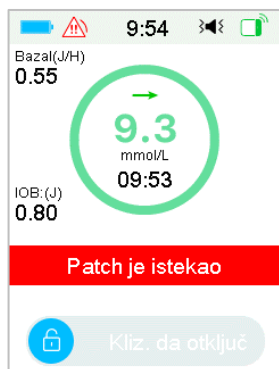 9:54
Bazal(J/H)
0.55
9.3
mmol/L
09:53
IOB:(J)
0.80
Patch je istekao
Kliz. da otključ